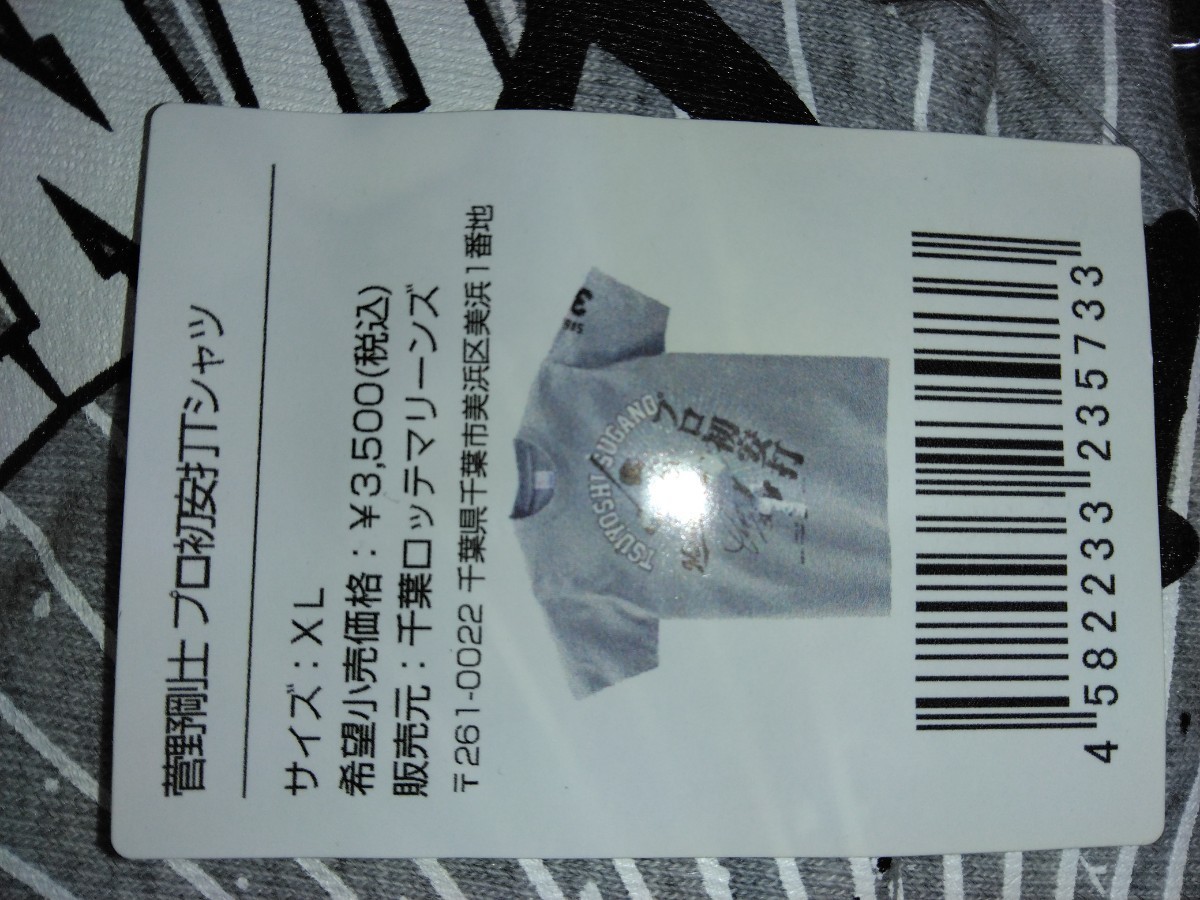 菅野剛士 プロ初安打Tシャツ
サイズ：XL
希望小売価格：￥3,500(税込)
販売元：千葉ロッテマリーンズ
〒261-0022 千葉県千葉市美浜区美浜1番地
TSUYOSHI SUGANO
プロ初安打
4 582233 235733